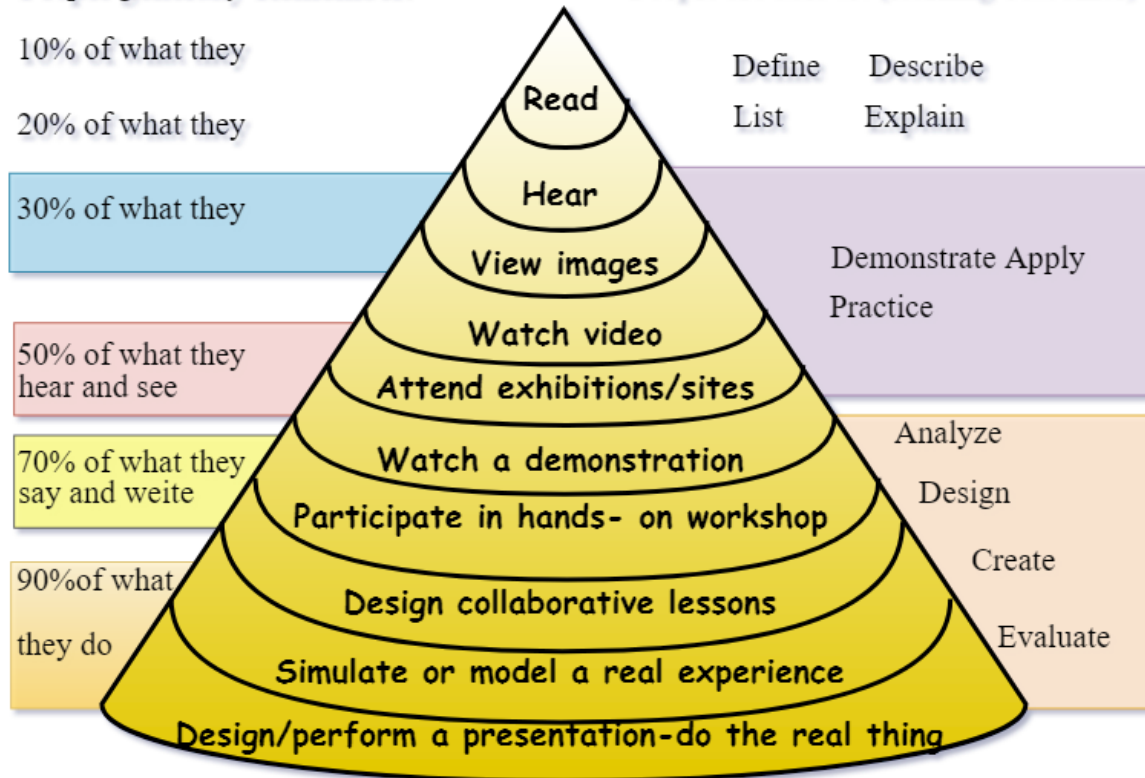 10% of what they
20% of what they
30% of what they
50% of what they
hear and see
70% of what they
say and weite
90%of what
they do
Read
Hear
View images
Watch video
Attend exhibitions/sites
Watch a demonstration
Participate in hands- on workshop
Design collaborative lessons
Simulate or model a real experience
Design/perform a presentation-do the real thing
Define Describe
List Explain
Demonstrate Apply
Practice
Analyze
Design
Create
Evaluate